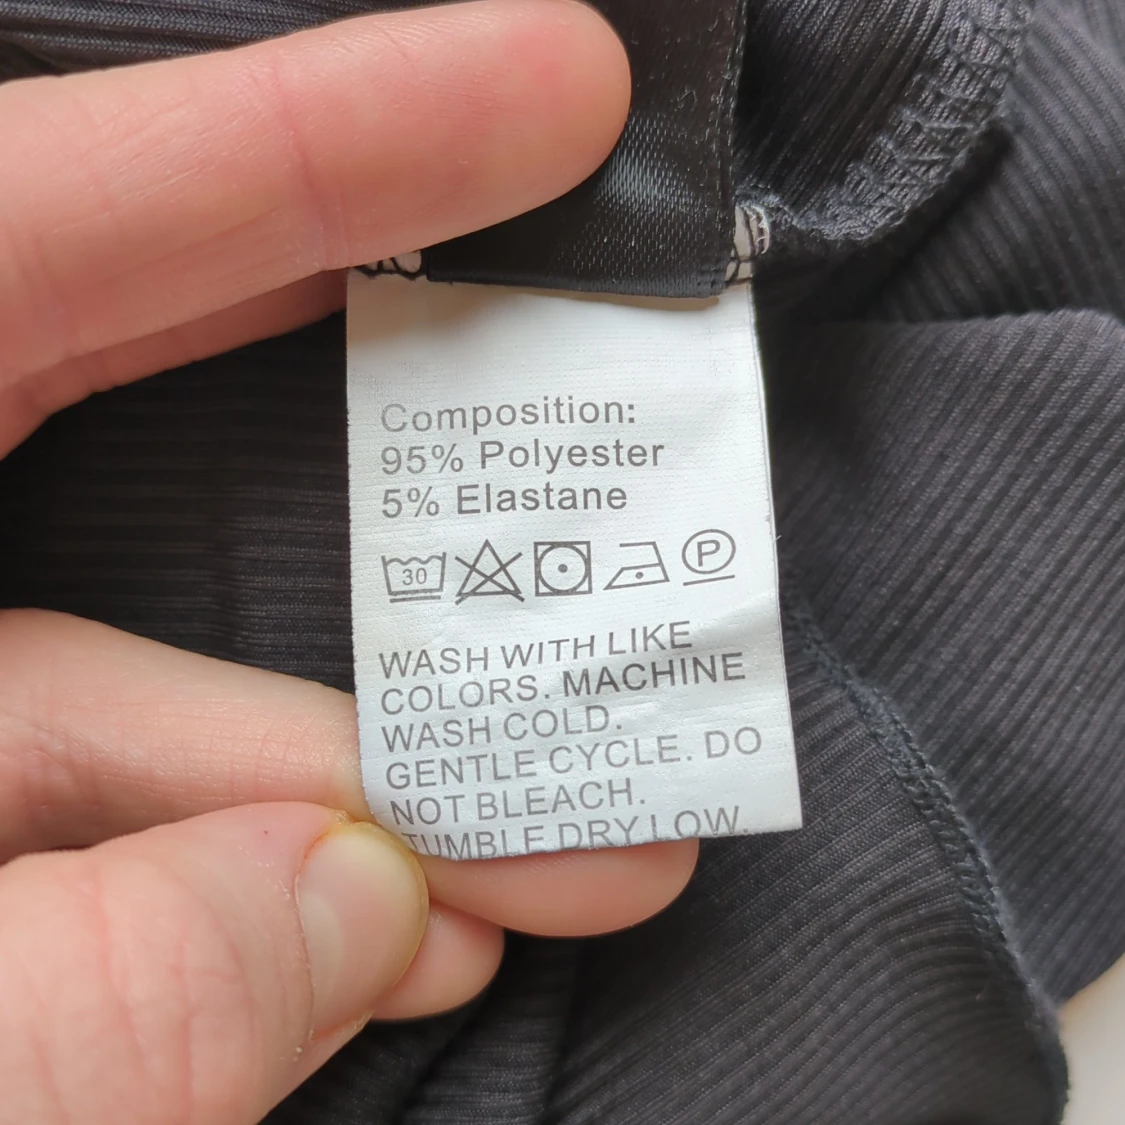 Composition:
95% Polyester
5% Elastane
30 P
WASH WITH LIKE
COLORS. MACHINE
WASH COLD.
GENTLE CYCLE. DO
NOT BLEACH.
TUMBLE DRY LOW.